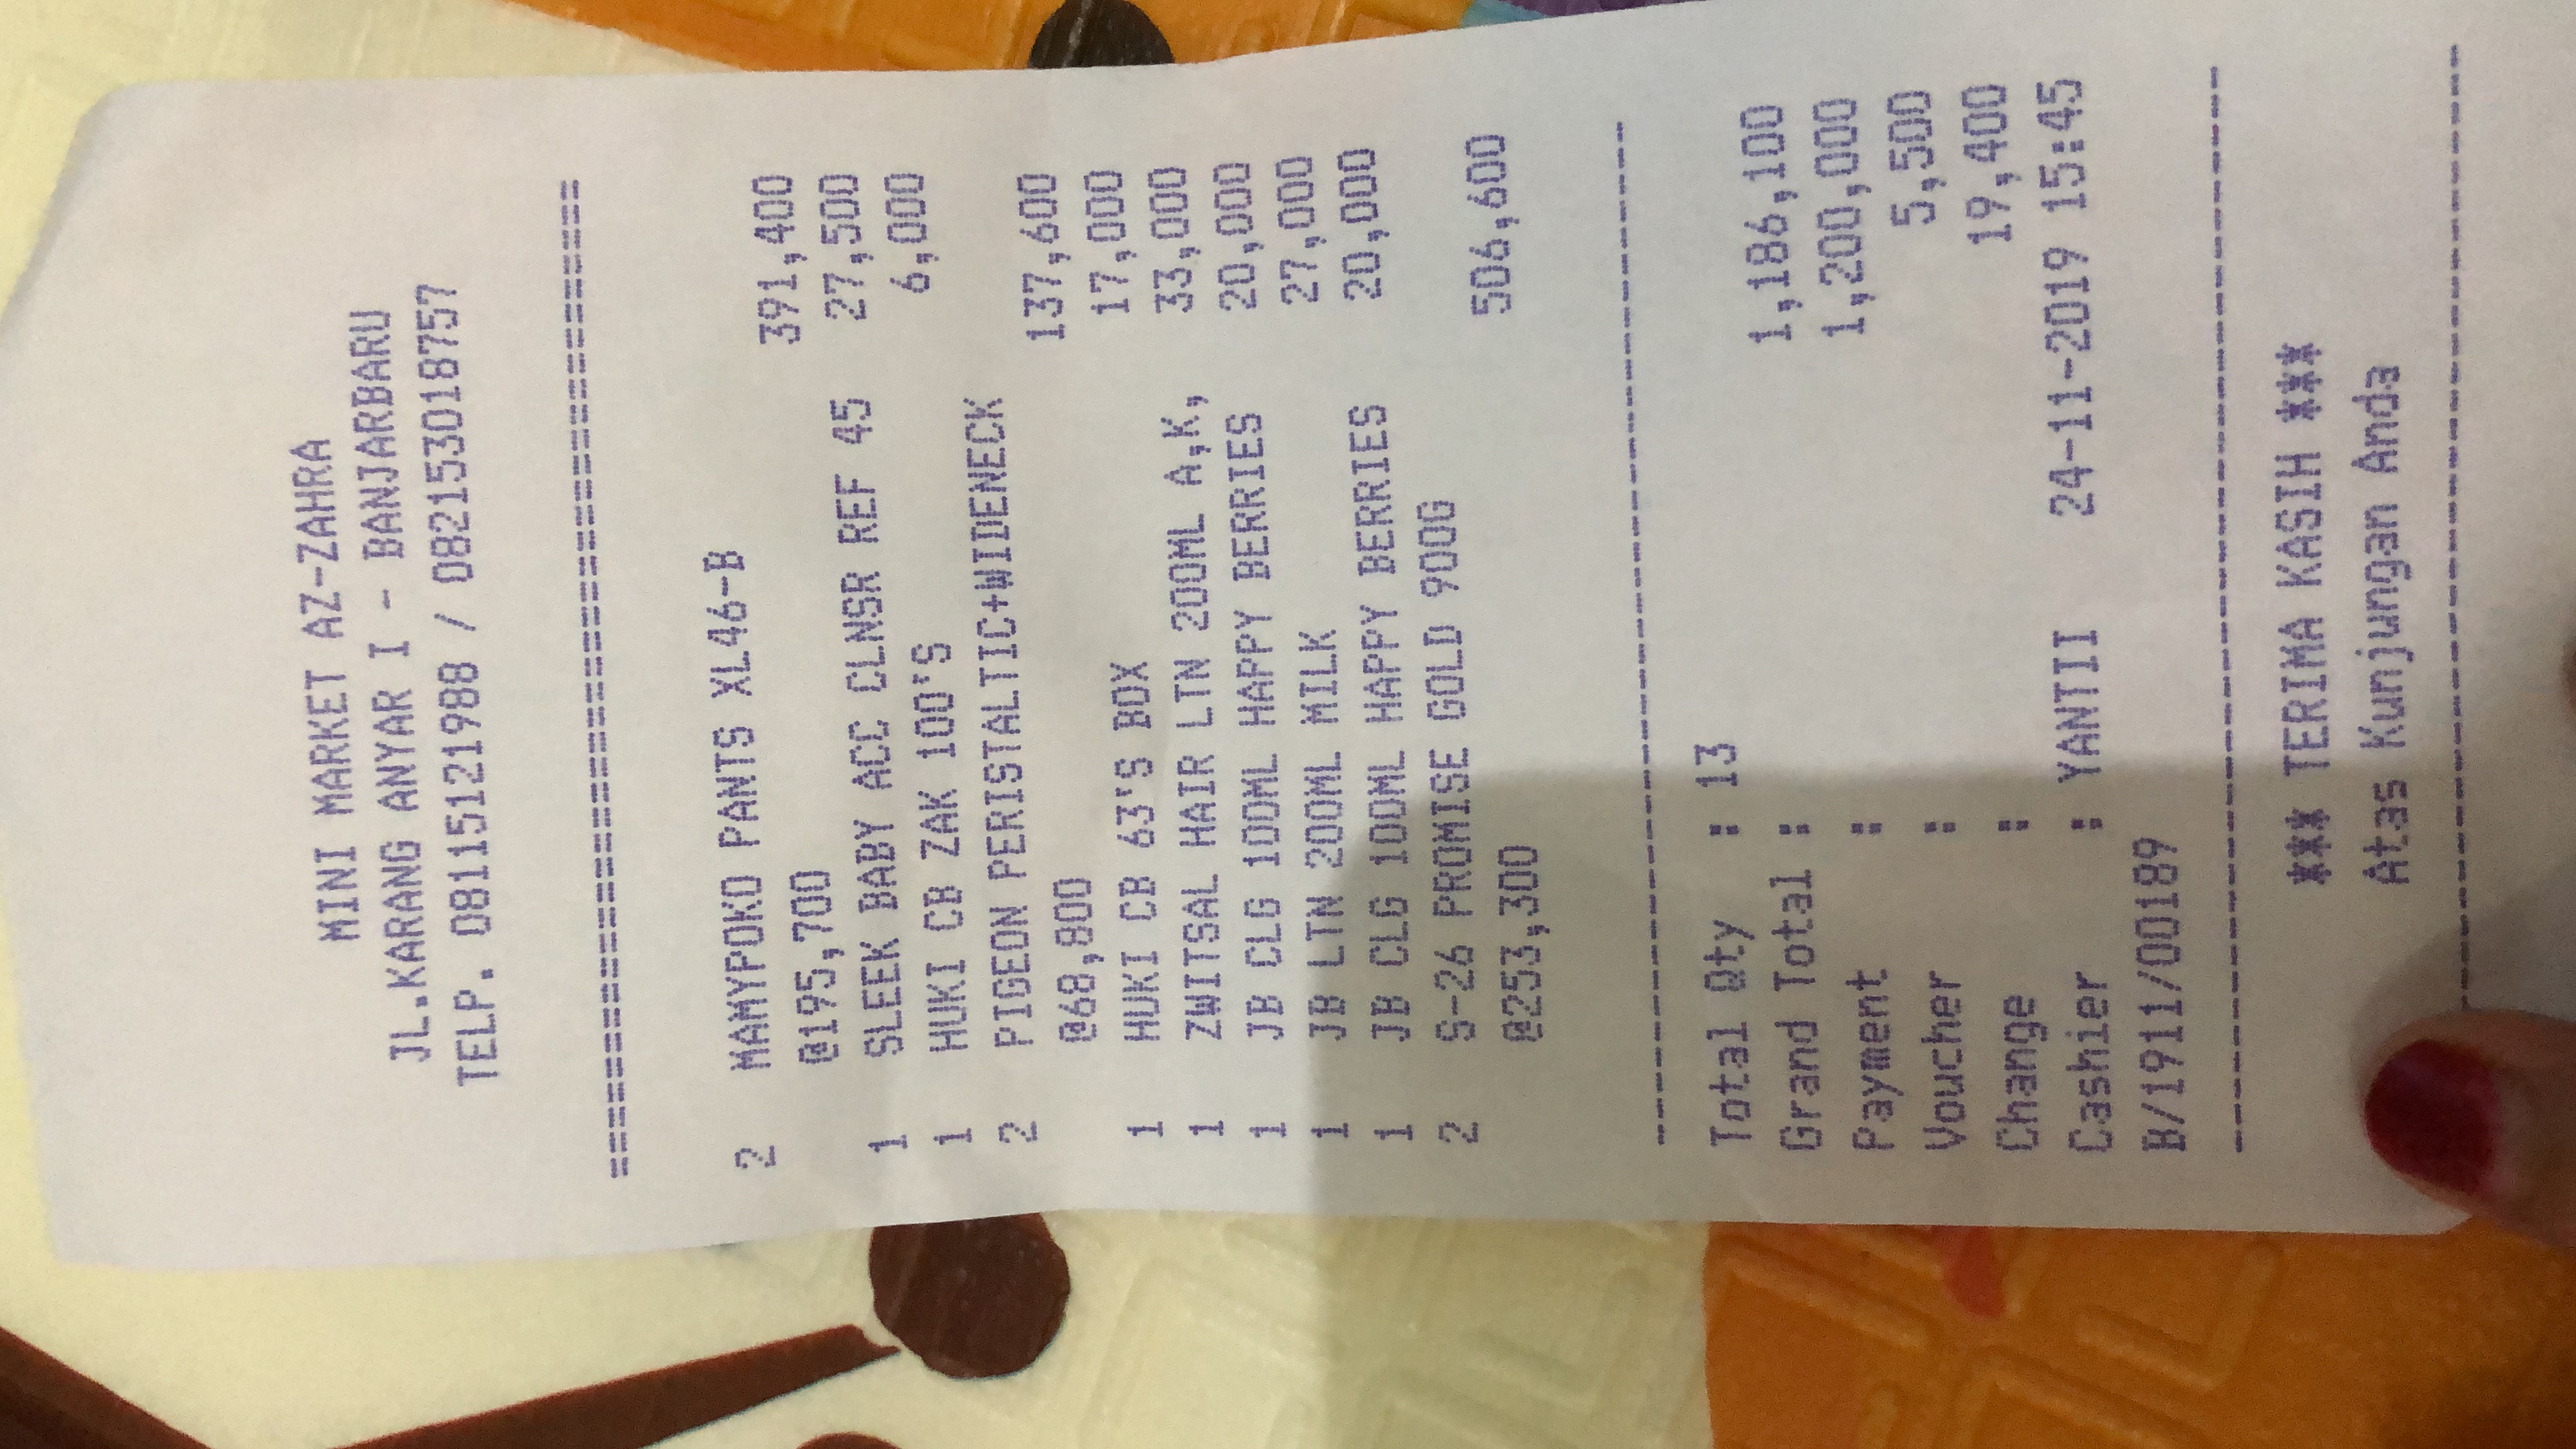 MINI MARKET AZ-ZAHRA
JL.KARANG ANYAR I - BANJARBARU
TELP. 08115121988 / 082153018757
2 MAMYPOKO PANTS XL46-B
@195,700 391,400
1 SLEEK BABY ACC CLNSR REF 45 27,500
1 HUKI CB ZAK 100'S 6,000
2 PIGEON PERISTALTIC+WIDENECK
@68,800 137,600
1 HUKI CB 63'S BOX 17,000
1 ZWITSAL HAIR LTN 200ML A,K, 33,000
1 JB CLG 100ML HAPPY BERRIES 20,000
1 JB LTN 200ML MILK 27,000
1 JB CLG 100ML HAPPY BERRIES 20,000
2 S-26 PROMISE GOLD 900G
@253,300 506,600
Total Qty : 13
Grand Total : 1,186,100
Payment : 1,200,000
Voucher : 5,500
Change : 19,400
Cashier : YANTII 24-11-2019 15:45
B/1911/00189
*** TERIMA KASIH ***
Atas Kunjungan Anda